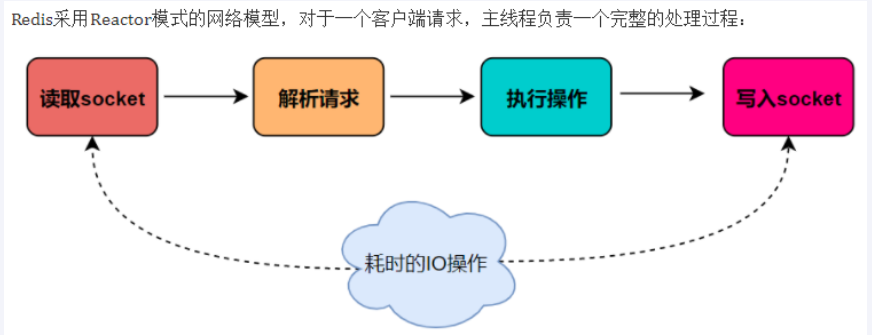 Redis采用Reactor模式的网络模型，对于一个客户端请求，主线程负责一个完整的处理过程：
读取socket
解析请求
执行操作
写入socket
耗时的IO操作